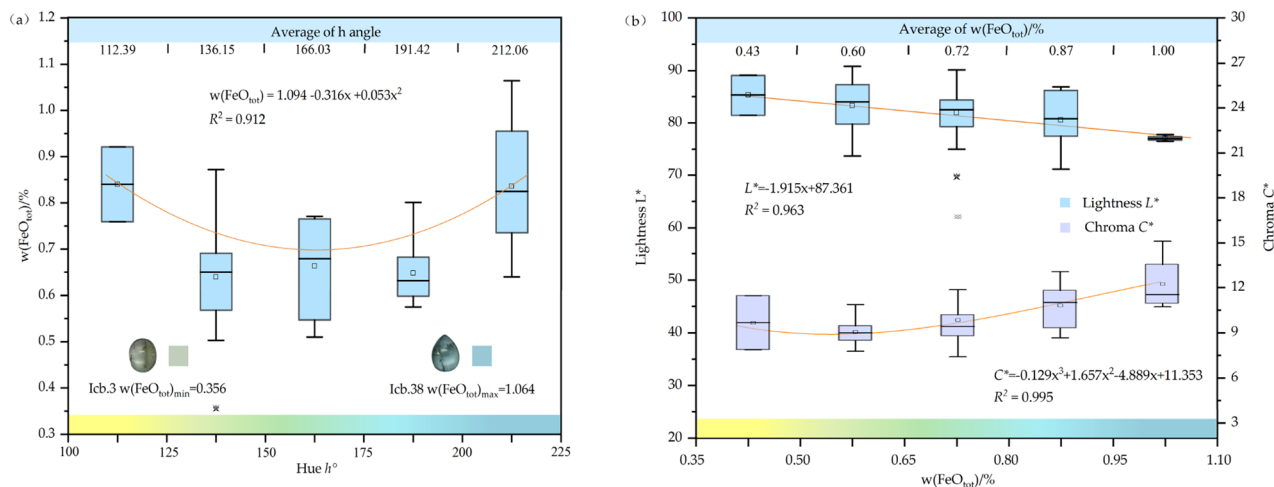 (a)
Average of h angle
112.39 136.15 166.03 191.42 212.06
w(FeOtot) = 1.094 -0.316x +0.053x²
R² = 0.912
Icb.3 w(FeOtot)min=0.356
Icb.38 w(FeOtot)max=1.064
w(FeOtot)/%
1.2
1.1
1.0
0.9
0.8
0.7
0.6
0.5
0.4
0.3
100 125 150 175 200 225
Hue h°
(b)
Average of w(FeOtot)/%
0.43 0.60 0.72 0.87 1.00
L*=-1.915x+87.361
R² = 0.963
Lightness L*
Chroma C*
C*=-0.129x³+1.657x²-4.889x+11.353
R² = 0.995
Lightness L*
100
90
80
70
60
50
40
30
20
Chroma C*
30
27
24
21
18
15
12
9
6
3
0.35 0.50 0.65 0.80 0.95 1.10
w(FeOtot)/%